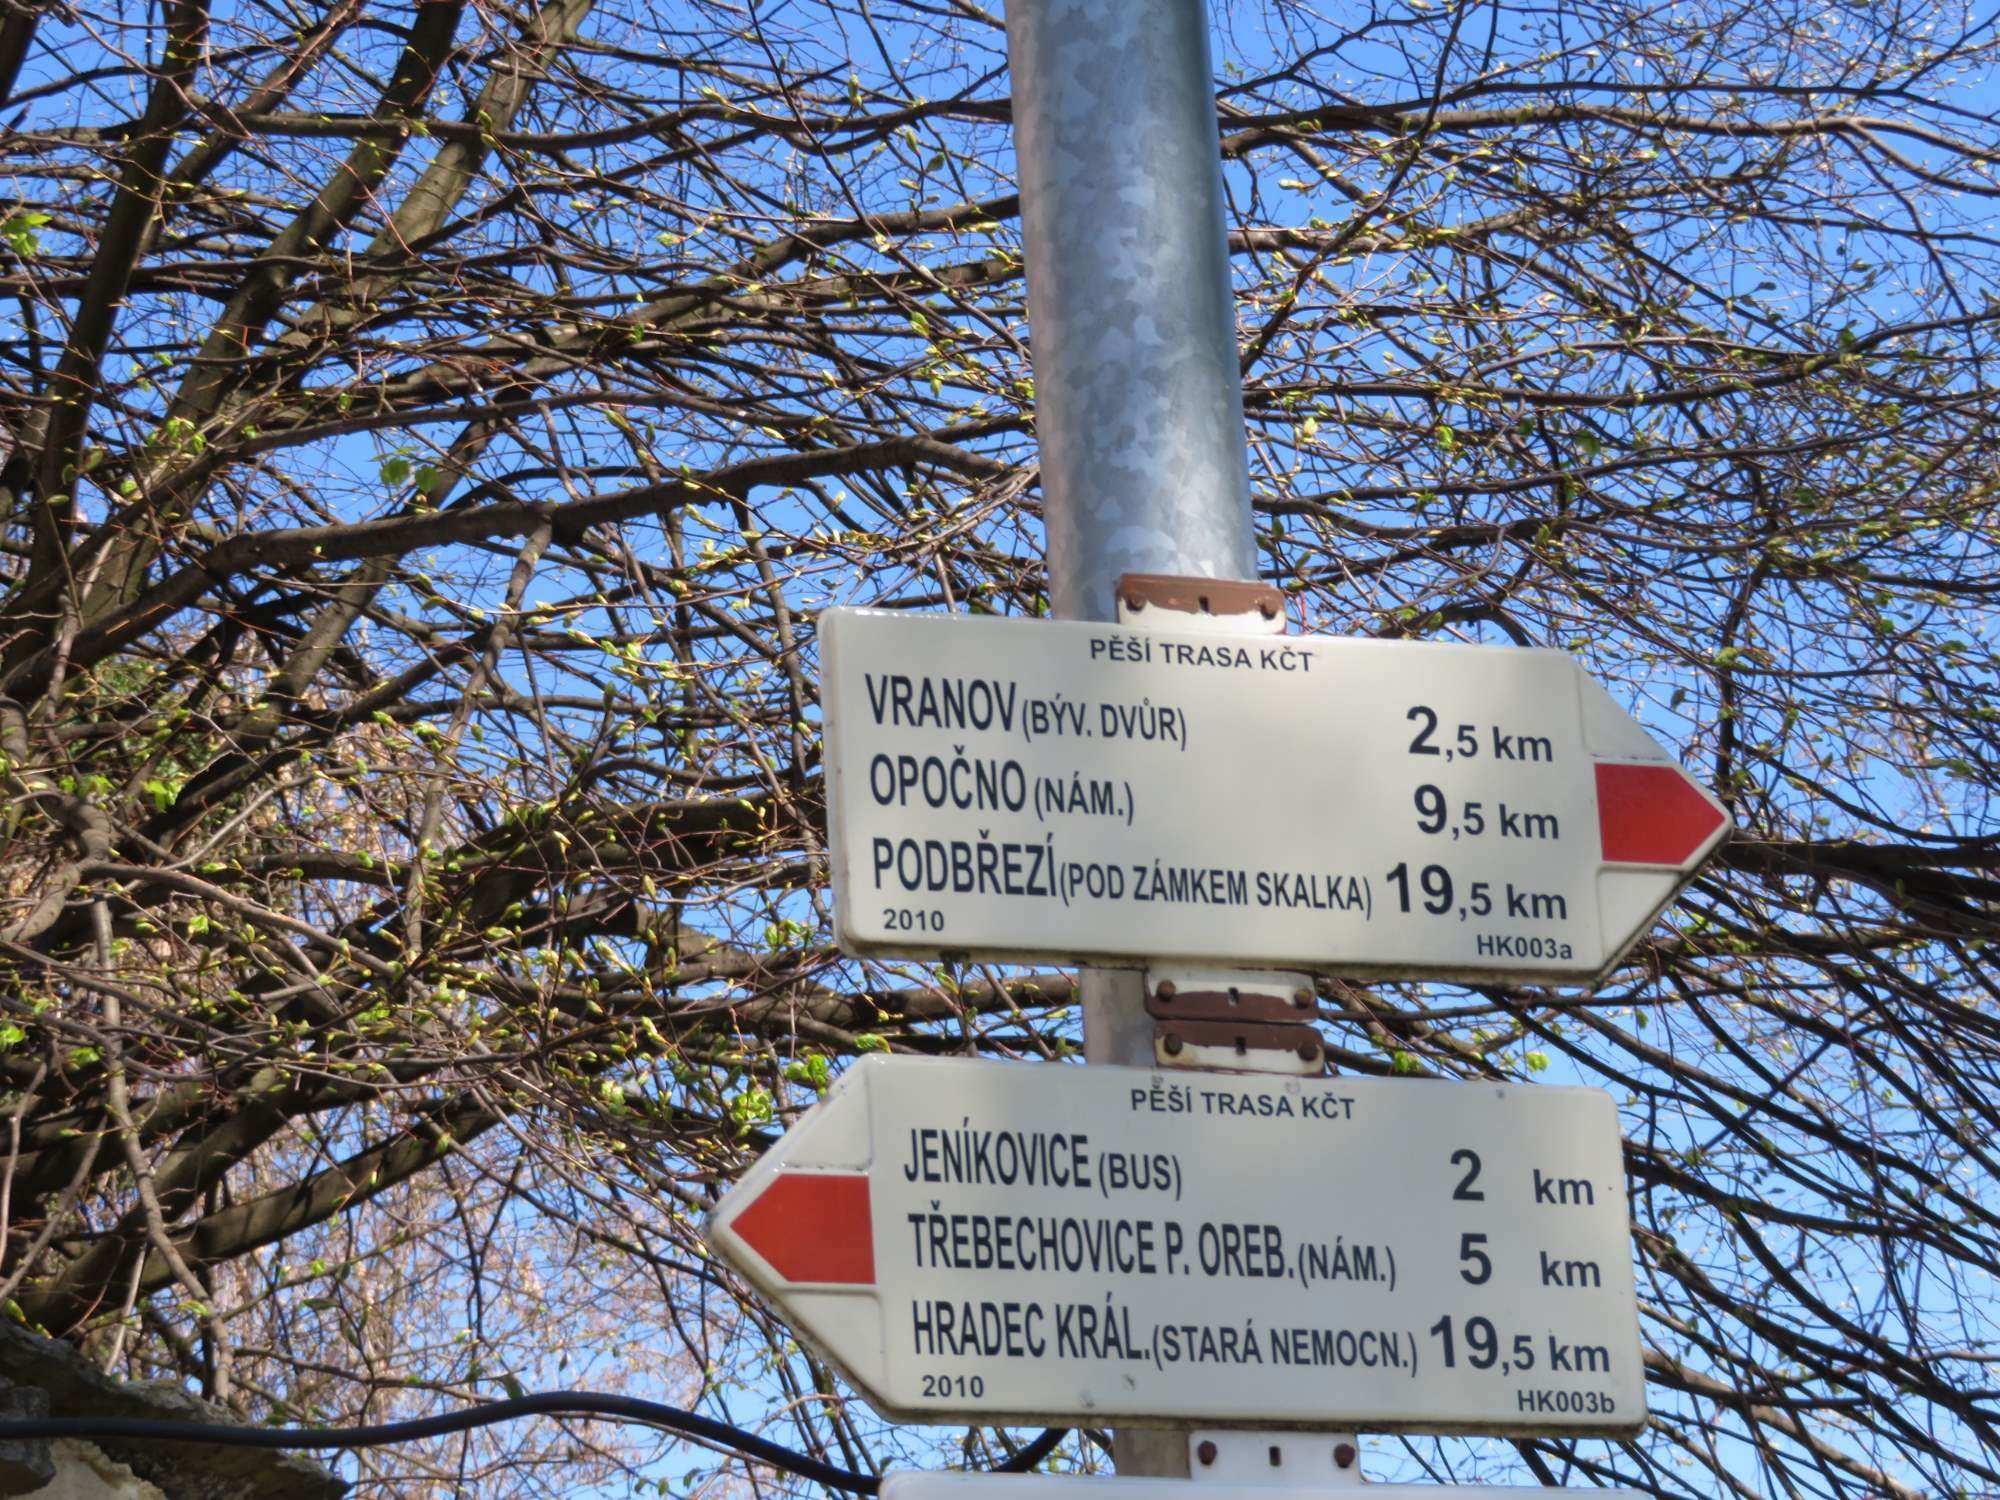 PĚŠÍ TRASA KČT
VRANOV (BÝV. DVŮR) 2,5 km
OPOČNO (NÁM.) 9,5 km
PODBŘEZÍ (POD ZÁMKEM SKALKA) 19,5 km
2010 HK003a
PĚŠÍ TRASA KČT
JENÍKOVICE (BUS) 2 km
TŘEBECHOVICE P. OREB. (NÁM.) 5 km
HRADEC KRÁL. (STARÁ NEMOCN.) 19,5 km
2010 HK003b